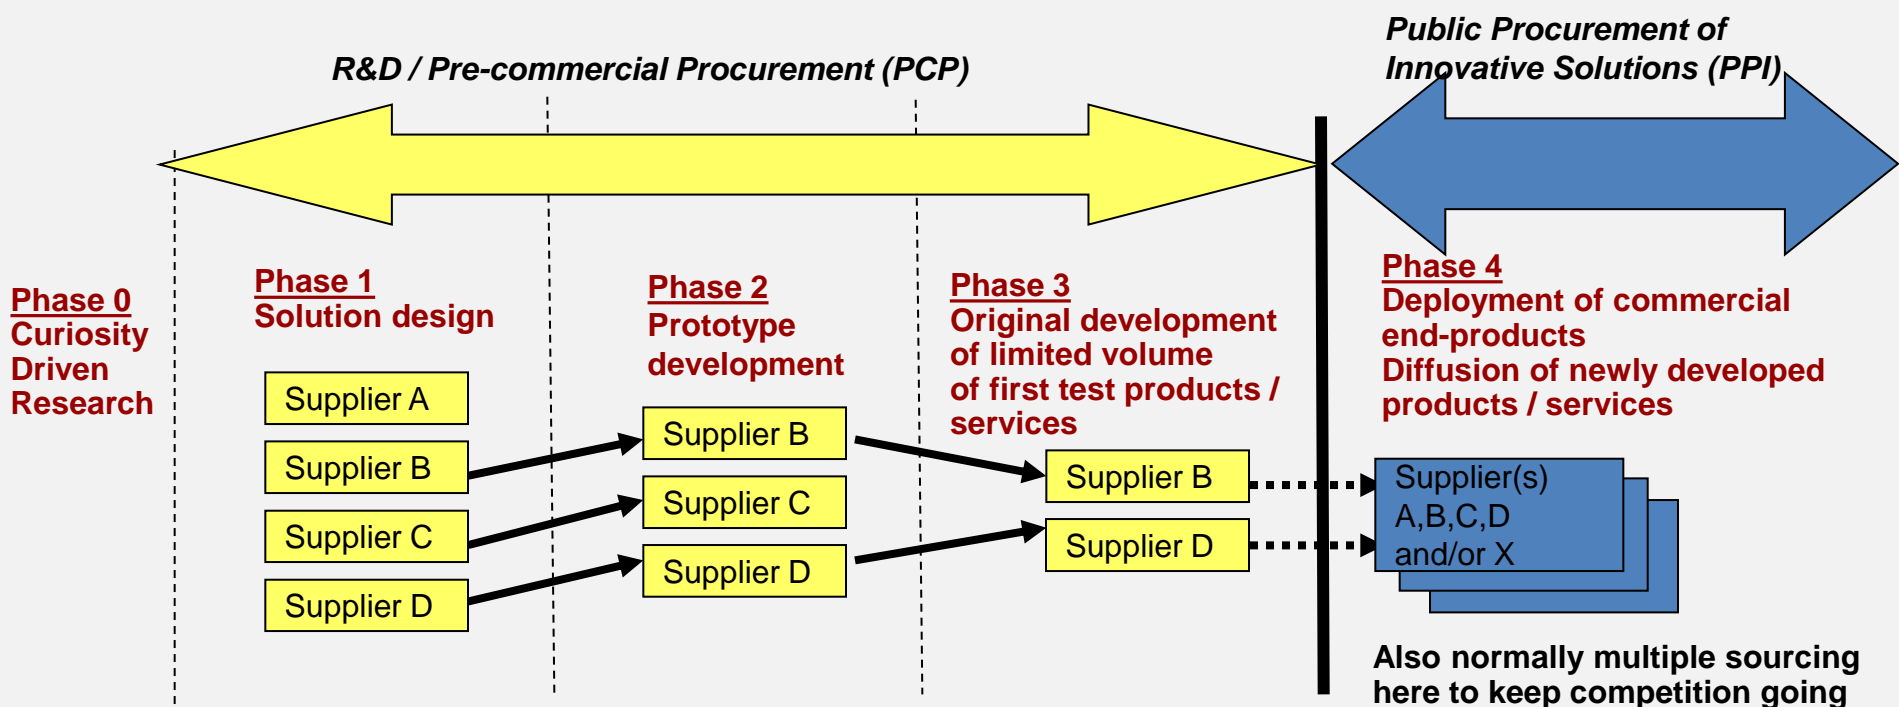 R&D / Pre-commercial Procurement (PCP)
Public Procurement of
Innovative Solutions (PPI)
Phase 0
Curiosity
Driven
Research
Phase 1
Solution design
Supplier A
Supplier B
Supplier C
Supplier D
Phase 2
Prototype
development
Supplier B
Supplier C
Supplier D
Phase 3
Original development
of limited volume
of first test products /
services
Supplier B
Supplier D
Phase 4
Deployment of commercial
end-products
Diffusion of newly developed
products / services
Supplier(s)
A,B,C,D
and/or X
Also normally multiple sourcing
here to keep competition going